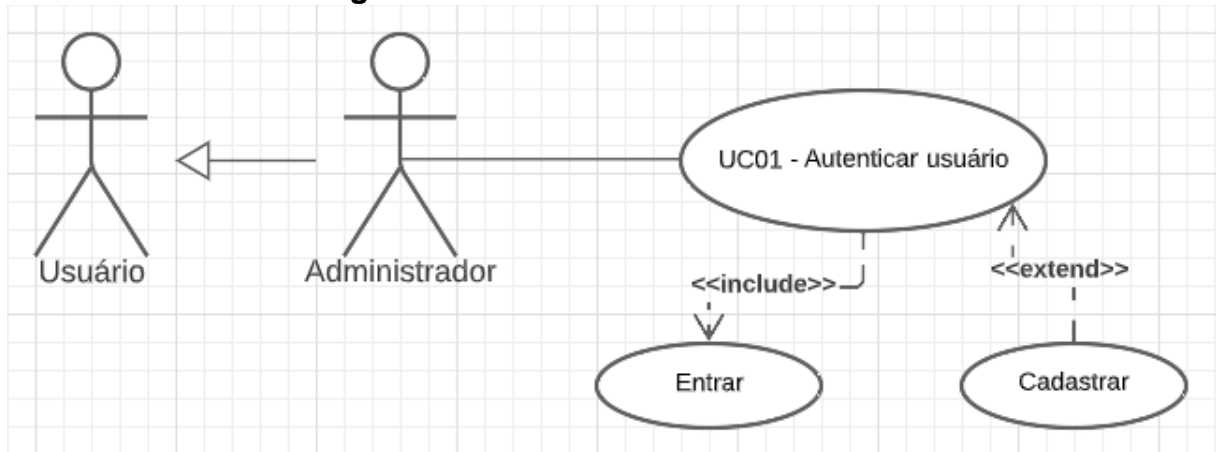 UC01 - Autenticar usuário
Usuário
Administrador
<<include>>
<<extend>>
Entrar
Cadastrar